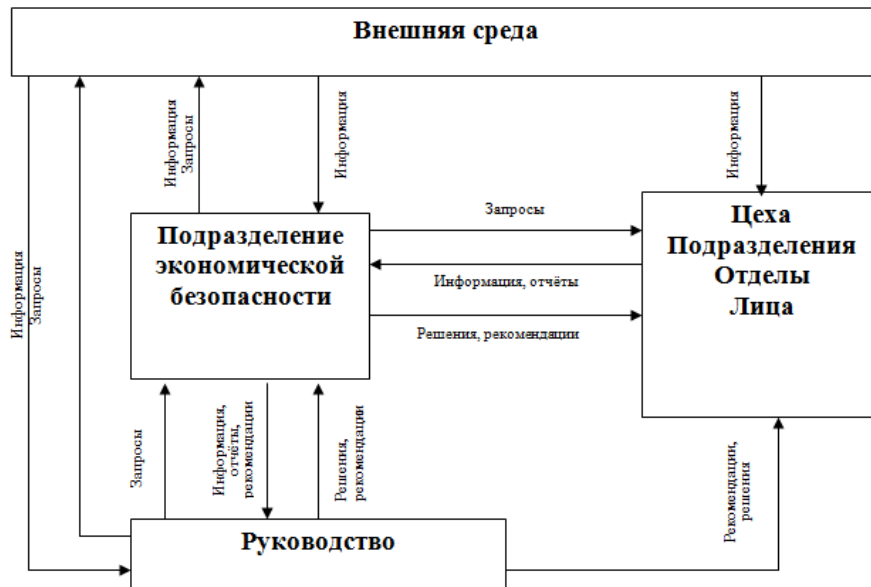 Внешняя среда
Информация
Запросы
Информация
Информация
Информация
Запросы
Подразделение
экономической
безопасности
Запросы
Информация, отчёты
Решения, рекомендации
Цеха
Подразделения
Отделы
Лица
Запросы
Информация,
отчёты,
рекомендации
Решения,
рекомендации
Рекомендации,
решения
Руководство